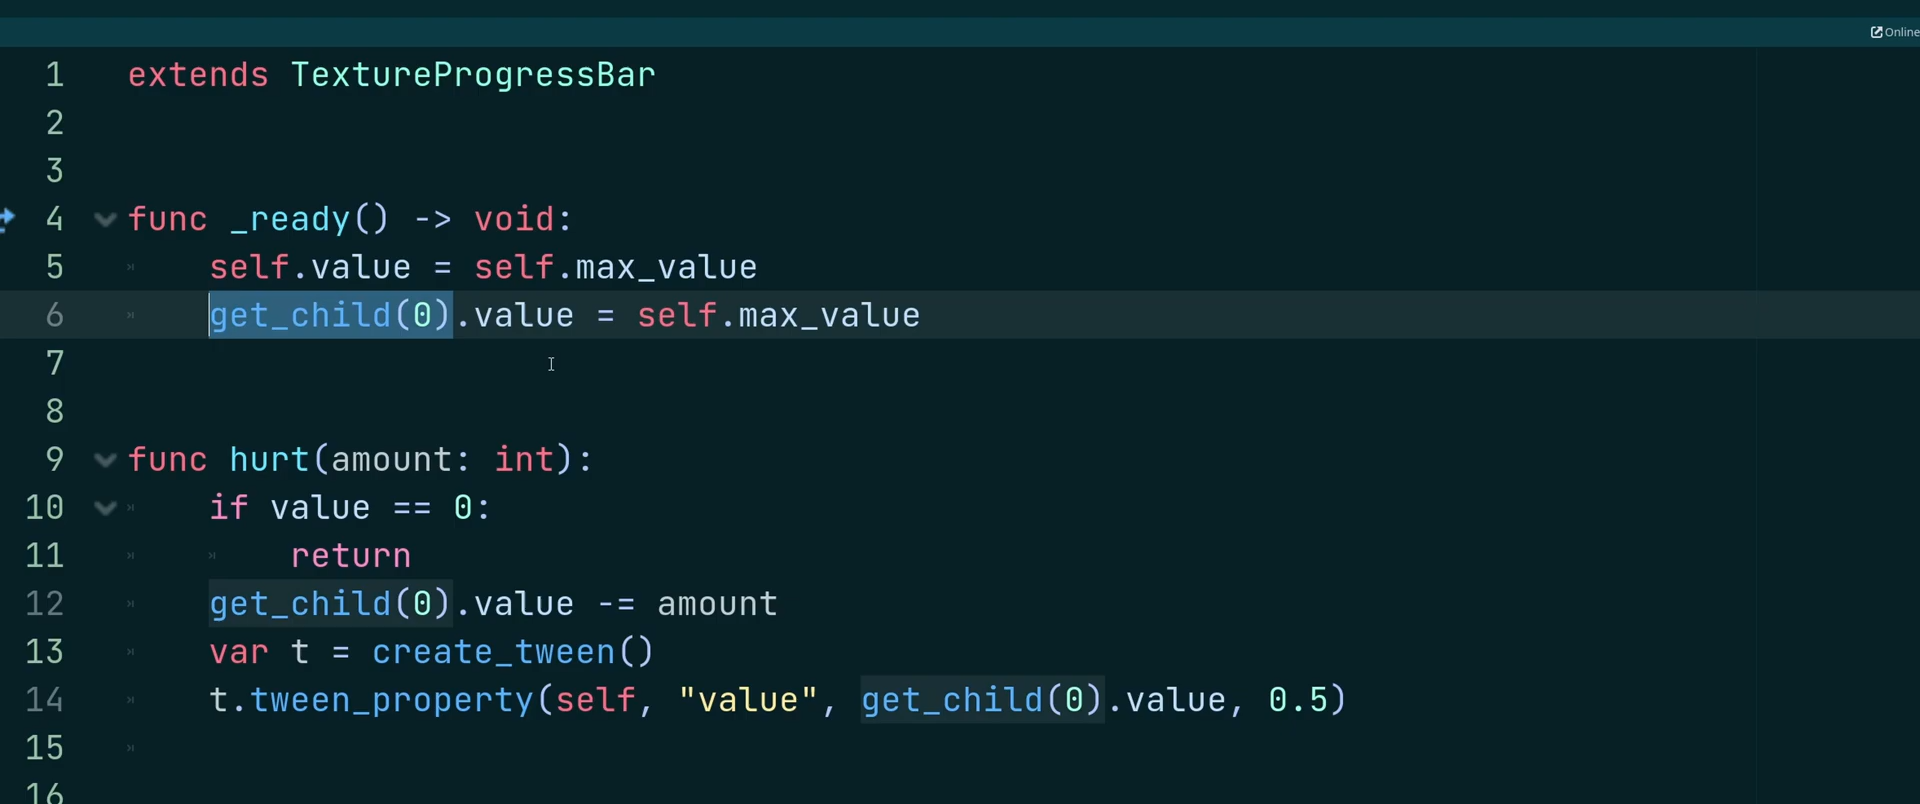 Online
1 extends TextureProgressBar
2
3
4 func _ready() -> void:
5 self.value = self.max_value
6 get_child(0).value = self.max_value
7
8
9 func hurt(amount: int):
10 if value == 0:
11 return
12 get_child(0).value -= amount
13 var t = create_tween()
14 t.tween_property(self, "value", get_child(0).value, 0.5)
15
16